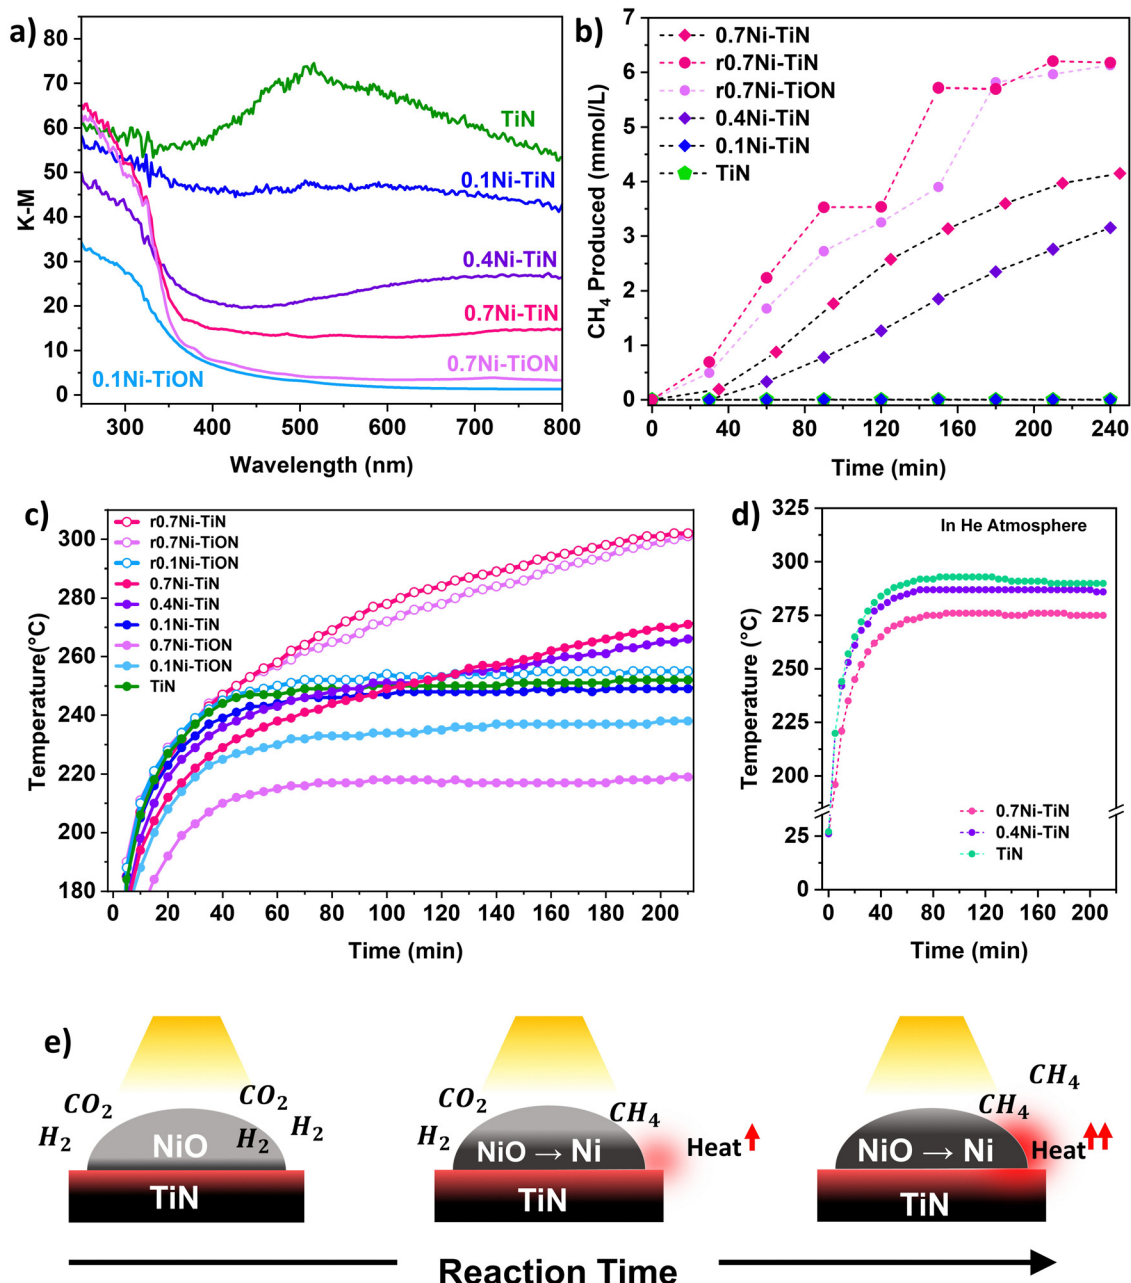 a)
80
70
60
50
40
30
20
10
0
K-M
TiN
0.1Ni-TiN
0.4Ni-TiN
0.7Ni-TiN
0.7Ni-TiON
0.1Ni-TiON
300 400 500 600 700 800
Wavelength (nm)
b)
7
6
5
4
3
2
1
0
CH₄ Produced (mmol/L)
0.7Ni-TiN
r0.7Ni-TiN
r0.7Ni-TiON
0.4Ni-TiN
0.1Ni-TiN
TiN
0 40 80 120 160 200 240
Time (min)
c)
300
280
260
240
220
200
180
Temperature(°C)
r0.7Ni-TiN
r0.7Ni-TiON
r0.1Ni-TiON
0.7Ni-TiN
0.4Ni-TiN
0.1Ni-TiN
0.7Ni-TiON
0.1Ni-TiON
TiN
0 20 40 60 80 100 120 140 160 180 200
Time (min)
d)
325
300
275
250
225
200
25
0
Temperature (°C)
In He Atmosphere
0.7Ni-TiN
0.4Ni-TiN
TiN
0 40 80 120 160 200
Time (min)
e)
CO₂
CO₂
H₂
H₂
H₂
NiO
TiN
CO₂
CH₄
H₂
NiO → Ni
Heat
TiN
CH₄
CH₄
NiO → Ni
Heat
TiN
Reaction Time